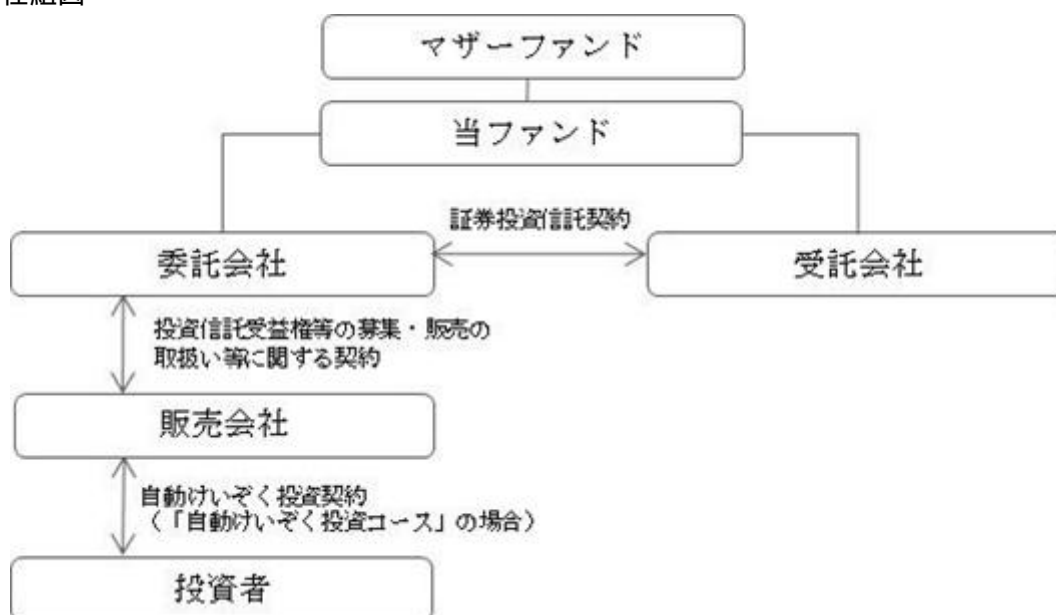 マザーファンド
当ファンド
証券投資信託契約
委託会社
受託会社
投資信託受益権等の募集・販売の
取扱い等に関する契約
販売会社
自動けいぞく投資契約
(「自動けいぞく投資コース」の場合)
投資者